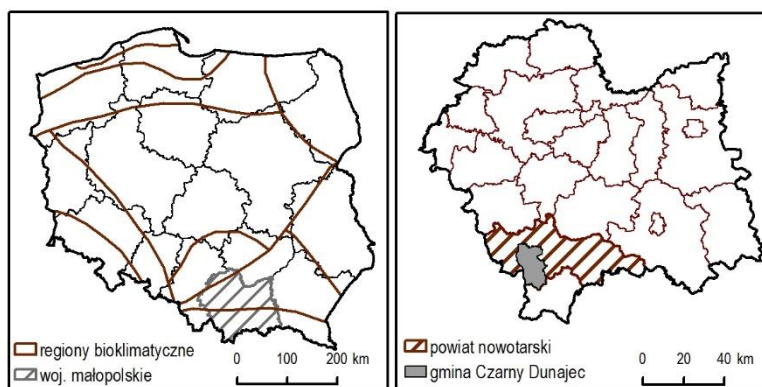 regiony bioklimatyczne
woj. małopolskie
0 100 200 km
powiat nowotarski
gmina Czarny Dunajec
0 20 40 km